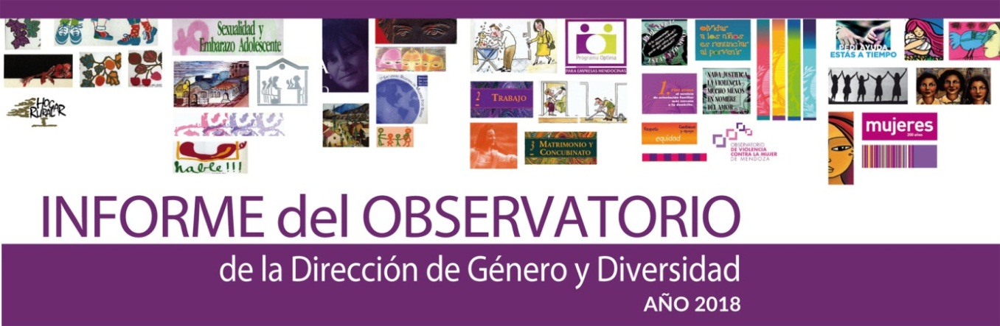 Sexualidad y
Embarazo Adolescente
HOGAR
RURAL
hable!!!
2 TRABAJO
3 MATRIMONIO Y
CONCUBINATO
Programa Optima
PARA EMPRESAS MENDOCINAS
olvidar
a los niños
es renunciar
al porvenir
NADA JUSTIFICA
LA VIOLENCIA
MUCHO MENOS
EN NOMBRE
DEL AMOR
equidad
OBSERVATORIO
DE VIOLENCIA
CONTRA LA MUJER
DE MENDOZA
PEDÍ AYUDA
ESTÁS A TIEMPO
mujeres
200 años
INFORME del OBSERVATORIO
de la Dirección de Género y Diversidad
AÑO 2018